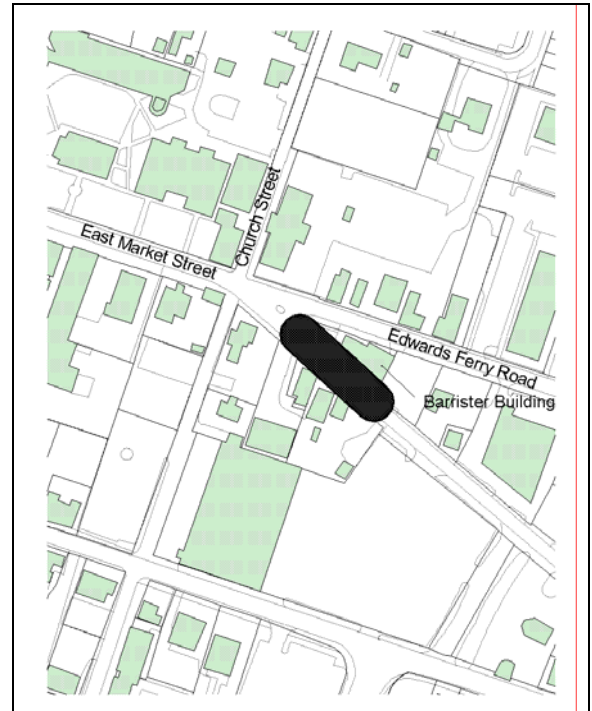 Church Street
East Market Street
Edwards Ferry Road
Barrister Building